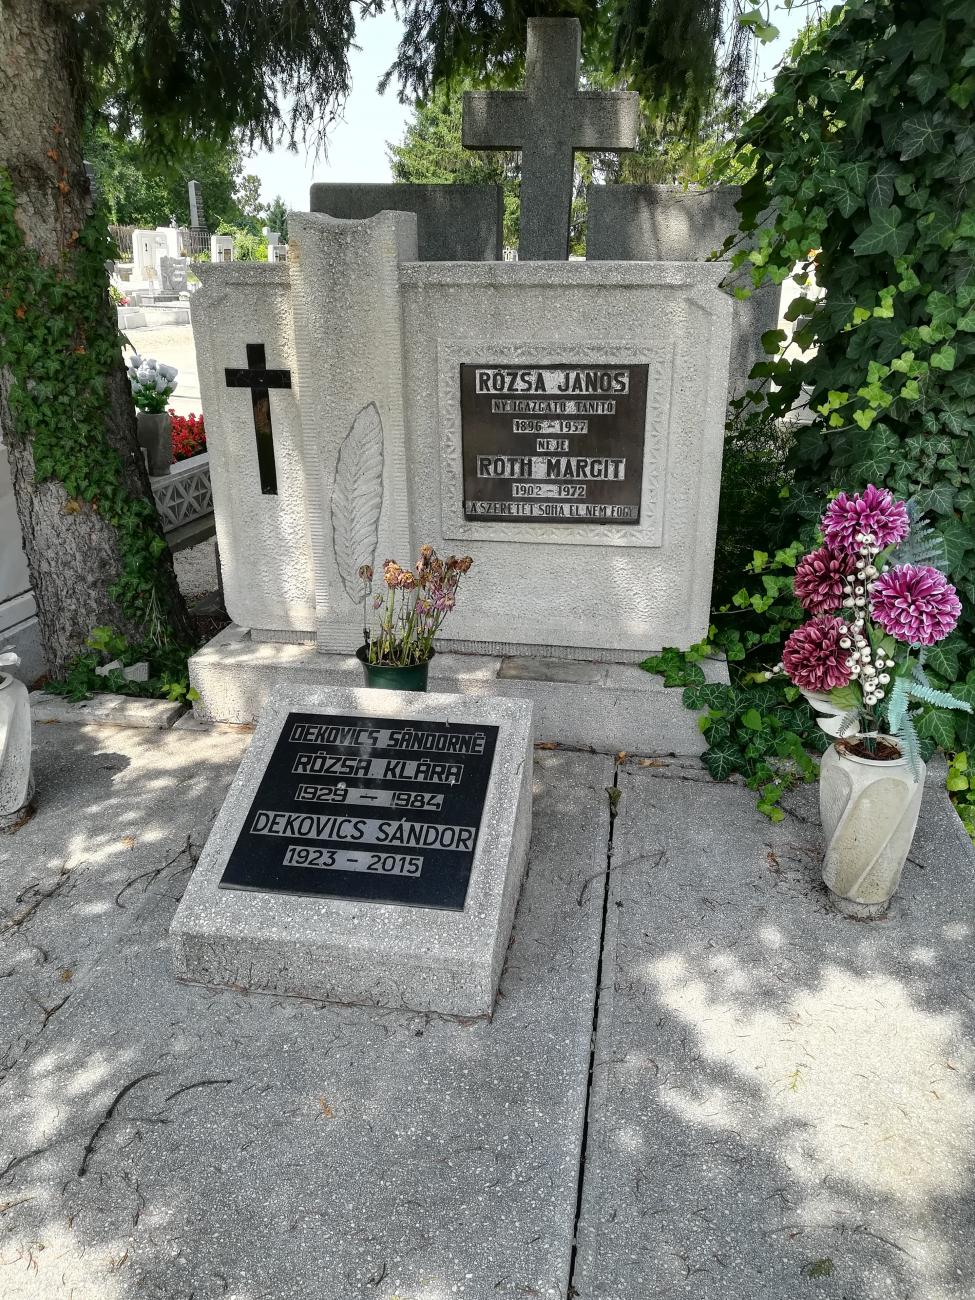 RÓZSA JÁNOS
NY. IGAZGATÓ TANÍTÓ
1896 - 1957
NEJE
RÓTH MARGIT
1902 - 1972
A SZERETET SOHA EL NEM FOGY
DEKOVICS SÁNDORNÉ
RÓZSA KLÁRA
1929 - 1984
DEKOVICS SÁNDOR
1923 - 2015